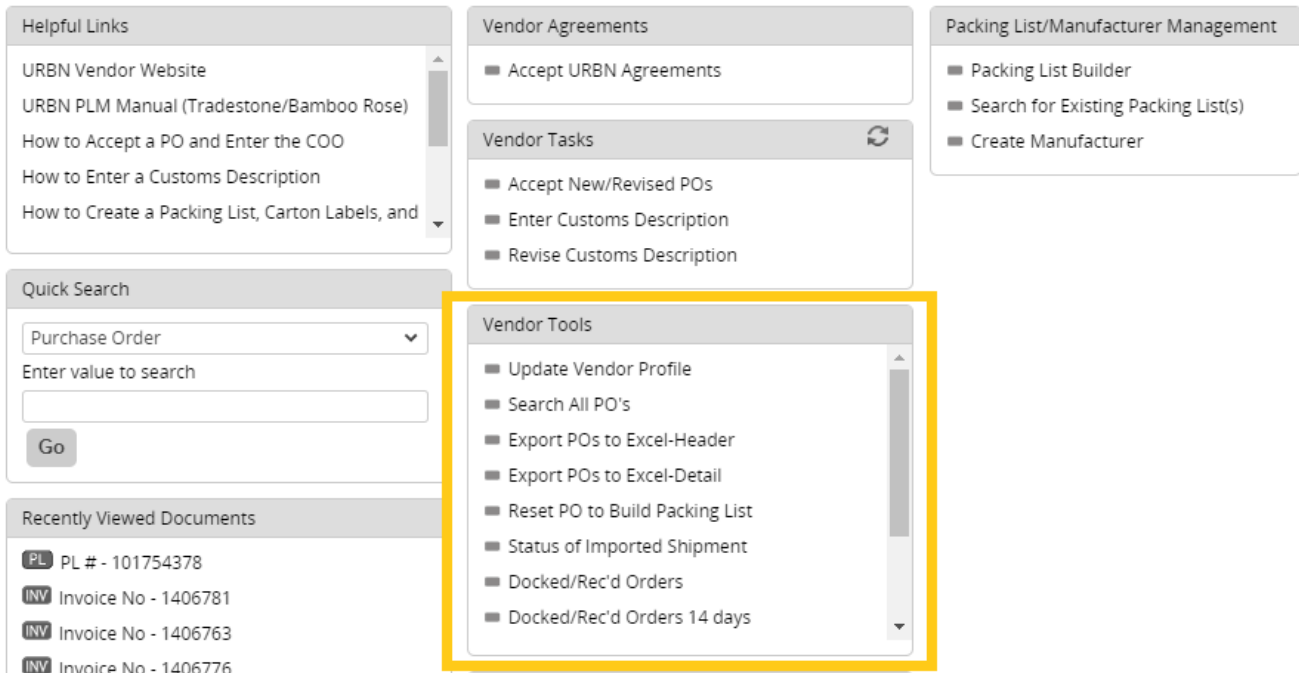 Helpful Links
URBN Vendor Website
URBN PLM Manual (Tradestone/Bamboo Rose)
How to Accept a PO and Enter the COO
How to Enter a Customs Description
How to Create a Packing List, Carton Labels, and
Quick Search
Purchase Order
Enter value to search
Go
Recently Viewed Documents
PL PL # - 101754378
INV Invoice No - 1406781
INV Invoice No - 1406763
INV Invoice No - 1406776
Vendor Agreements
Accept URBN Agreements
Vendor Tasks
Accept New/Revised POs
Enter Customs Description
Revise Customs Description
Vendor Tools
Update Vendor Profile
Search All PO's
Export POs to Excel-Header
Export POs to Excel-Detail
Reset PO to Build Packing List
Status of Imported Shipment
Docked/Rec'd Orders
Docked/Rec'd Orders 14 days
Packing List/Manufacturer Management
Packing List Builder
Search for Existing Packing List(s)
Create Manufacturer